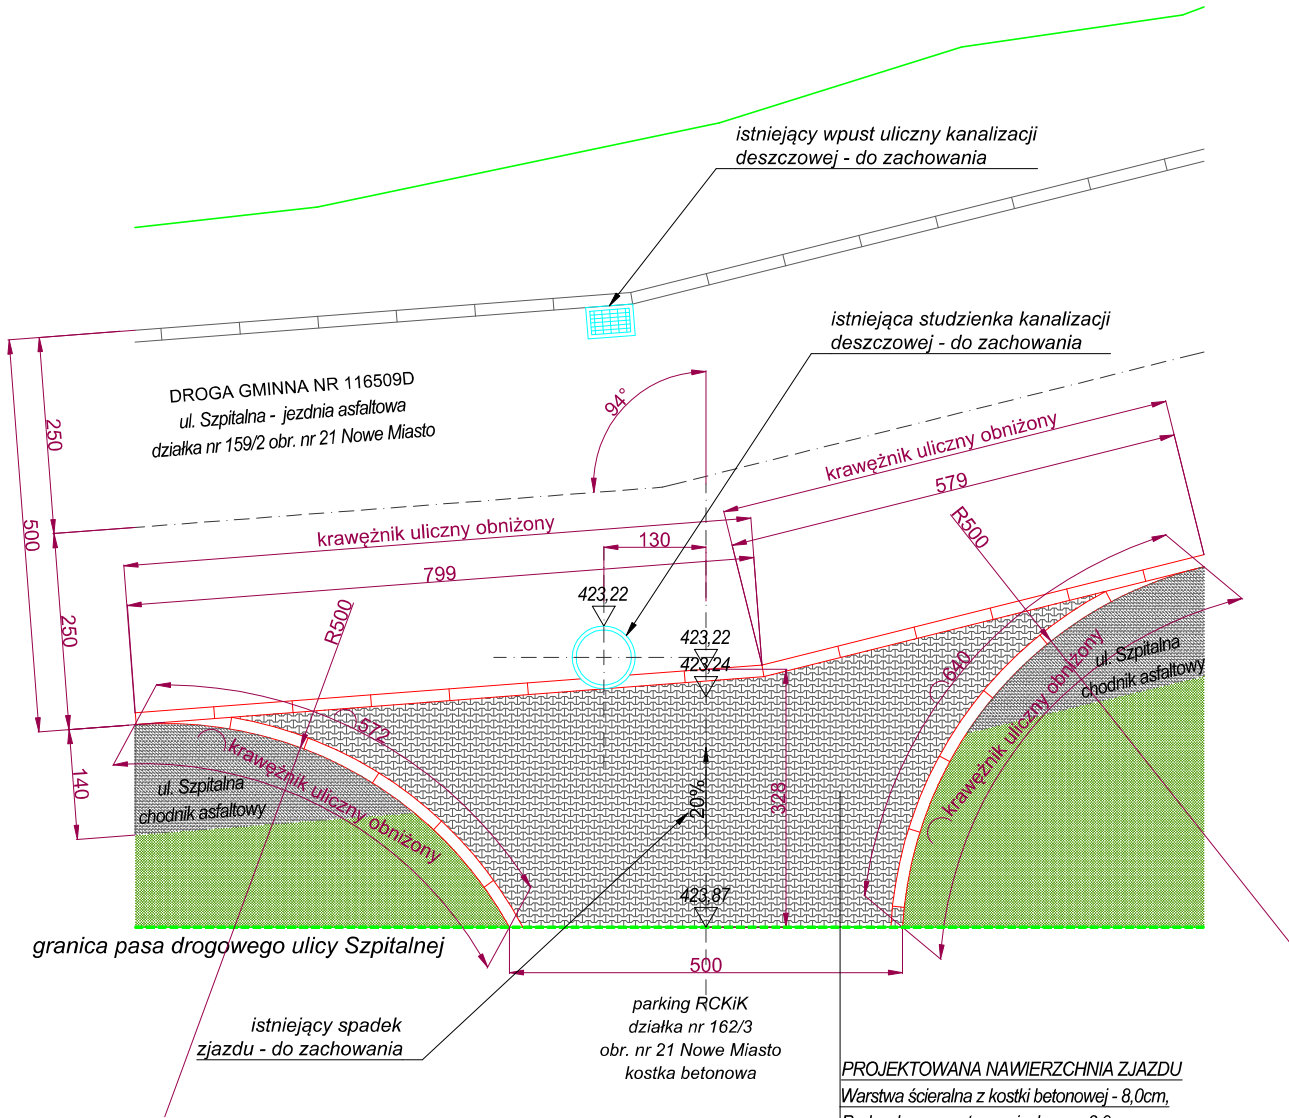 istniejący wpust uliczny kanalizacji
deszczowej - do zachowania
istniejąca studzienka kanalizacji
deszczowej - do zachowania
DROGA GMINNA NR 116509D
ul. Szpitalna - jezdnia asfaltowa
działka nr 159/2 obr. nr 21 Nowe Miasto
94°
250
500
250
140
krawężnik uliczny obniżony
579
krawężnik uliczny obniżony
799
130
R500
R500
423,22
423,22
423,24
572
krawężnik uliczny obniżony
640
krawężnik uliczny obniżony
ul. Szpitalna
chodnik asfaltowy
ul. Szpitalna
chodnik asfaltowy
20%
328
423,87
granica pasa drogowego ulicy Szpitalnej
500
istniejący spadek
zjazdu - do zachowania
parking RCKiK
działka nr 162/3
obr. nr 21 Nowe Miasto
kostka betonowa
PROJEKTOWANA NAWIERZCHNIA ZJAZDU
Warstwa ścieralna z kostki betonowej - 8,0cm,